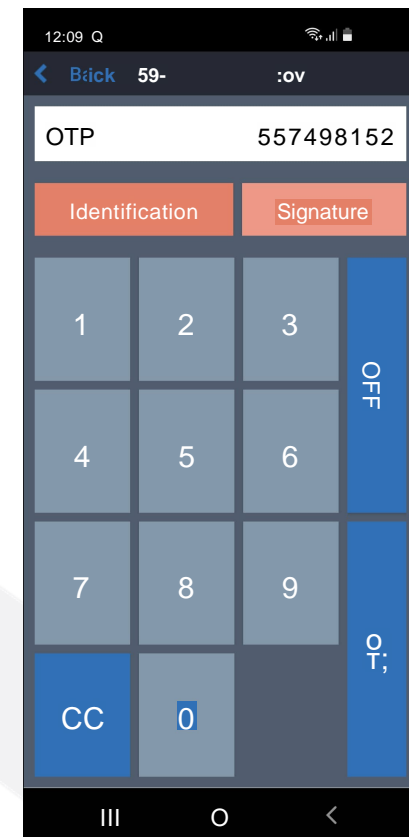 12:09 Q
Back 59- :ov
OTP 557498152
Identification Signature
1 2 3
OFF
4 5 6
7 8 9
OT;
CC 0
III O